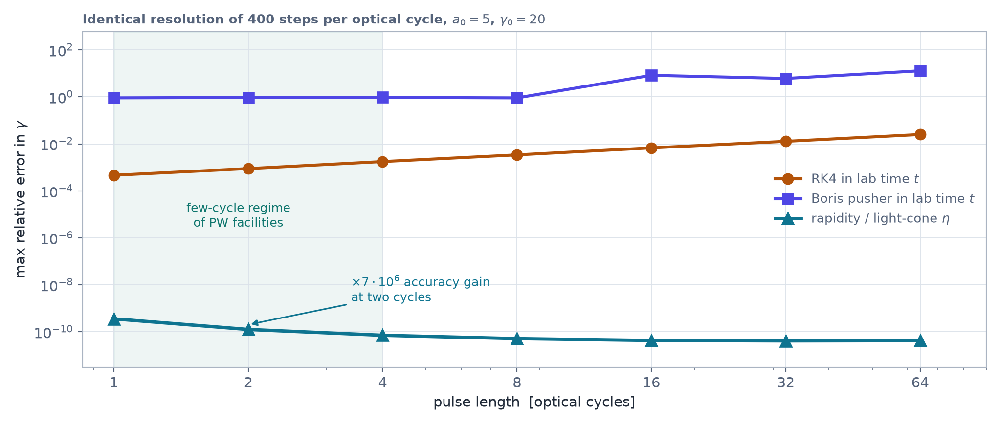 Identical resolution of 400 steps per optical cycle, a₀ = 5, γ₀ = 20
max relative error in γ
10²
10⁰
10⁻²
10⁻⁴
10⁻⁶
10⁻⁸
10⁻¹⁰
few-cycle regime
of PW facilities
×7 · 10⁶ accuracy gain
at two cycles
RK4 in lab time t
Boris pusher in lab time t
rapidity / light-cone η
1 2 4 8 16 32 64
pulse length [optical cycles]